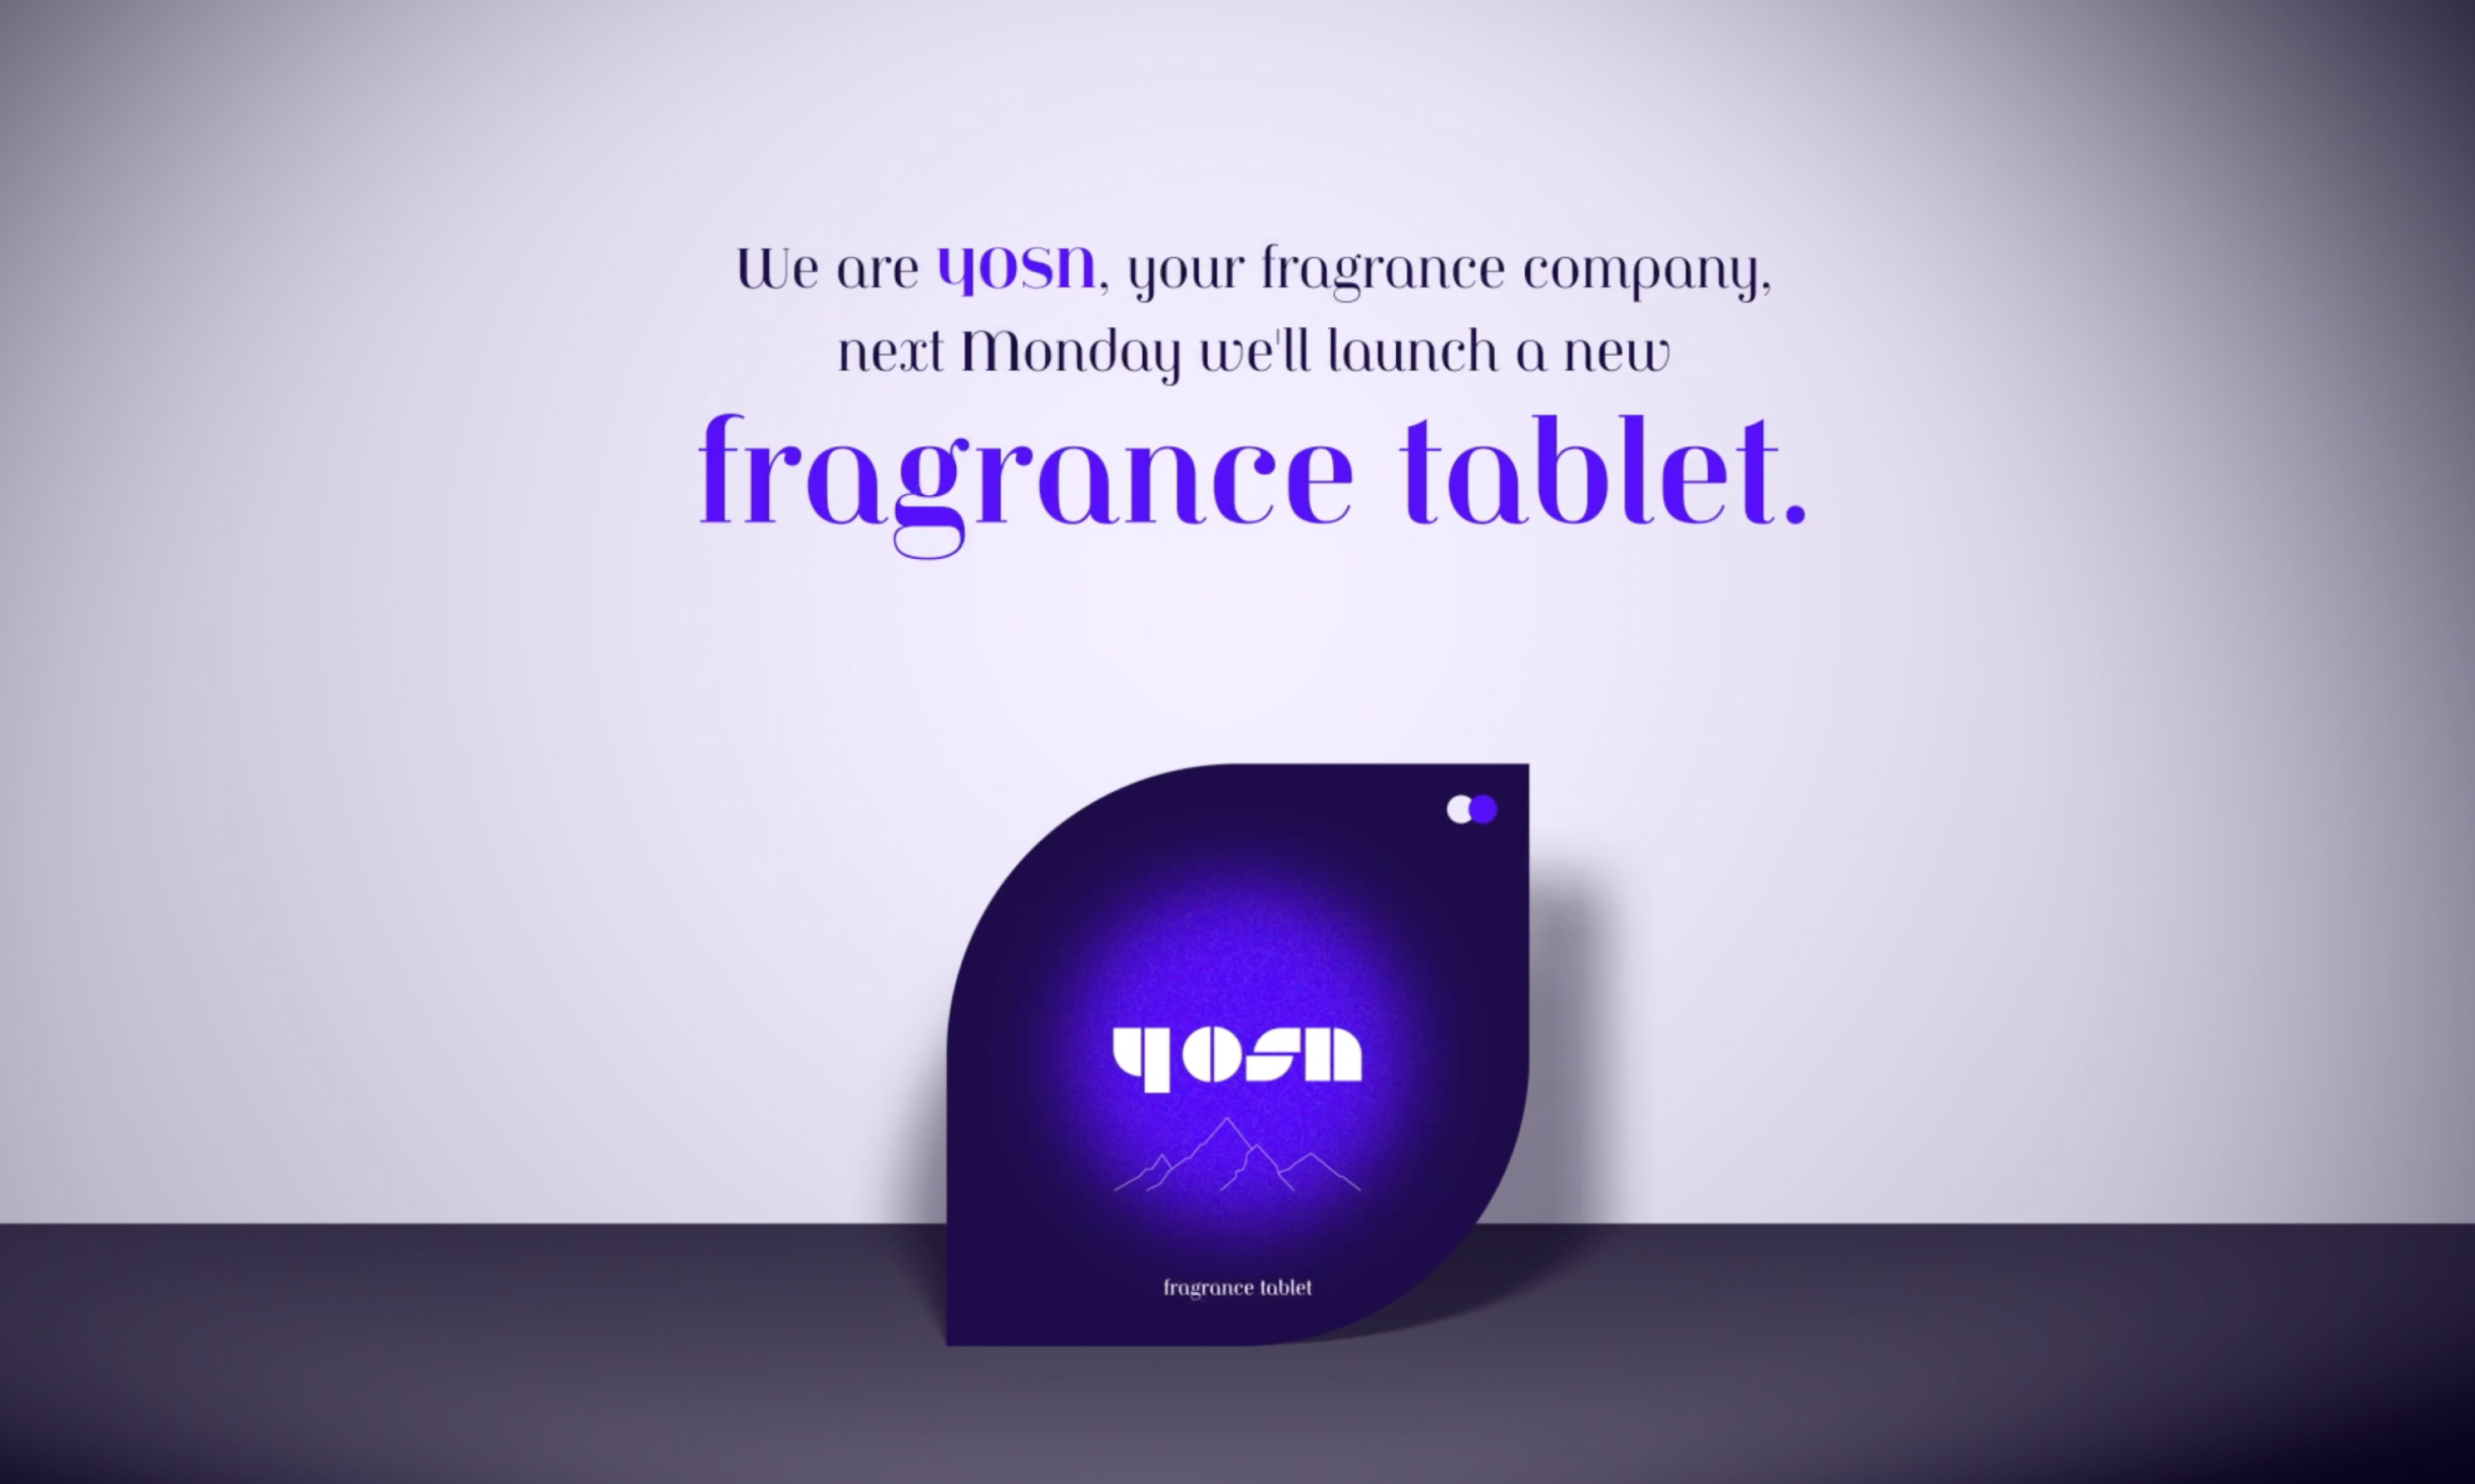 We are yosn, your fragrance company,
next Monday we'll launch a new
fragrance tablet.
yosn
fragrance tablet